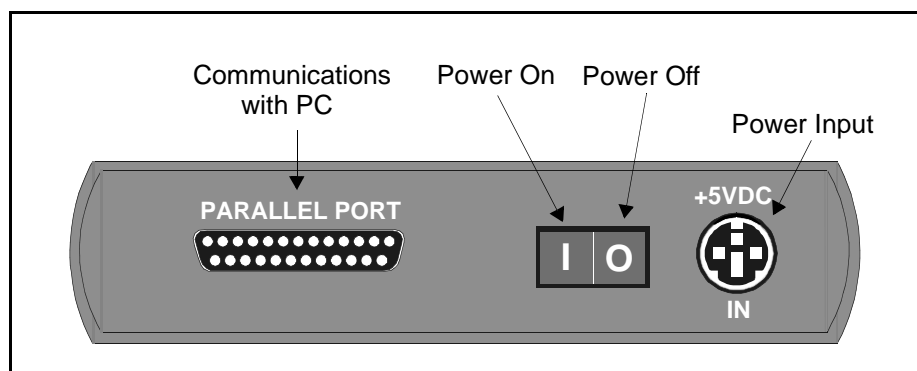 Communications
with PC
Power On
Power Off
Power Input
PARALLEL PORT
+5VDC
I
O
IN